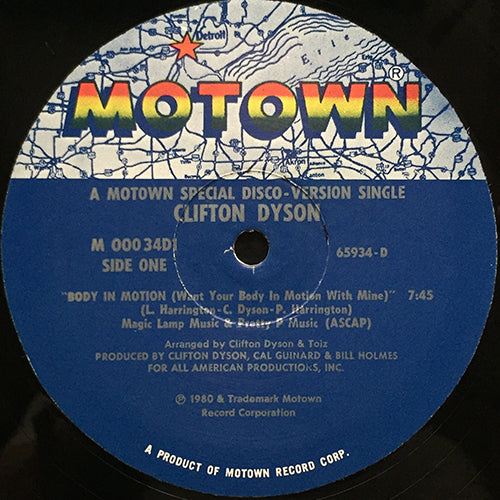 Detroit
Erie
MOTOWN®
Akron
A MOTOWN SPECIAL DISCO-VERSION SINGLE
CLIFTON DYSON
M 00034D1
65934-D
SIDE ONE
"BODY IN MOTION (Want Your Body In Motion With Mine)" 7:45
(L. Harrington-C. Dyson-P. Harrington)
Magic Lamp Music & Pretty P Music (ASCAP)
Arranged by Clifton Dyson & Toiz
PRODUCED BY CLIFTON DYSON, CAL GUINARD & BILL HOLMES
FOR ALL AMERICAN PRODUCTIONS, INC.
℗ 1980 & Trademark Motown
Record Corporation
A PRODUCT OF MOTOWN RECORD CORP.